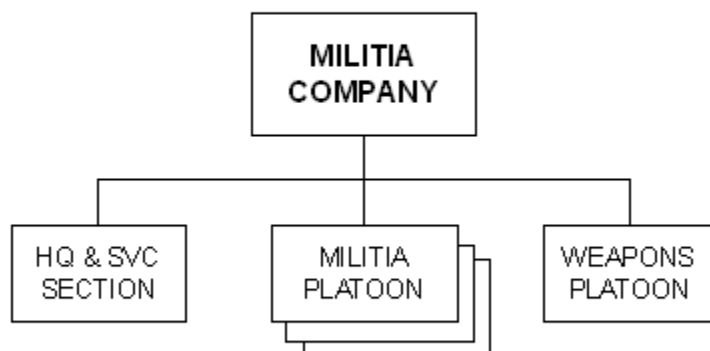 MILITIA
COMPANY
HQ & SVC
SECTION
MILITIA
PLATOON
WEAPONS
PLATOON